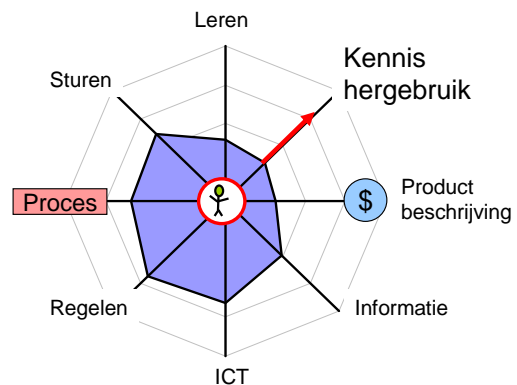 Leren
Kennis
hergebruik
Sturen
Proces
$
Product
beschrijving
Regelen
Informatie
ICT